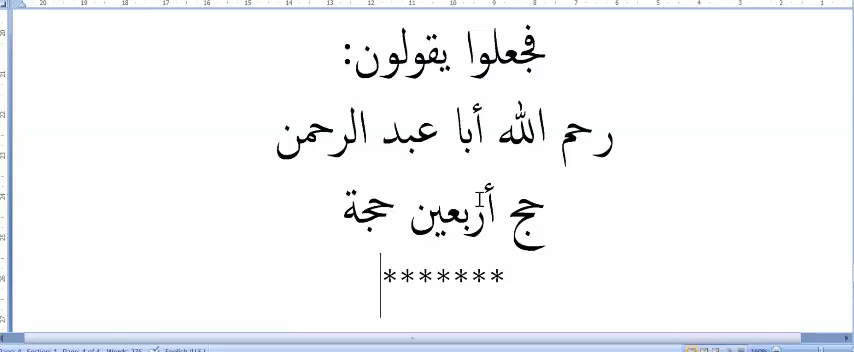 فجعلوا يقولون:
رحم الله أبا عبد الرحمن
حج أربعين حجة
*******